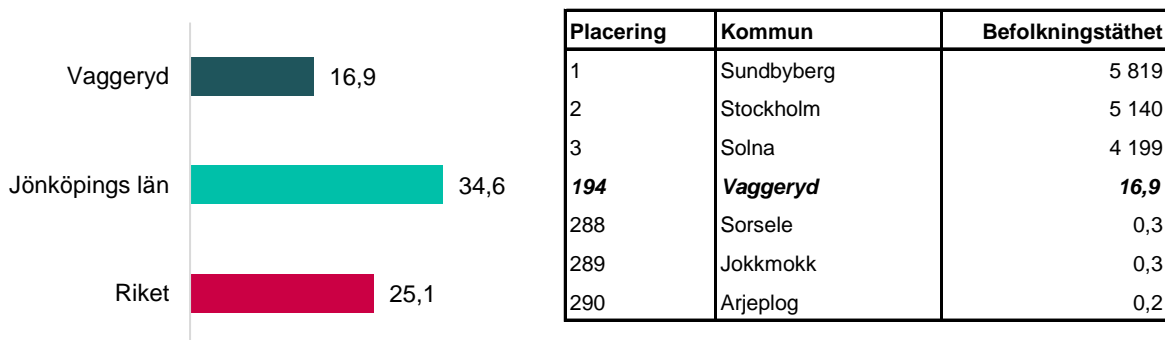 Vaggeryd 16,9
Jönköpings län 34,6
Riket 25,1
Placering Kommun Befolkningstäthet
1 Sundbyberg 5 819
2 Stockholm 5 140
3 Solna 4 199
194 Vaggeryd 16,9
288 Sorsele 0,3
289 Jokkmokk 0,3
290 Arjeplog 0,2